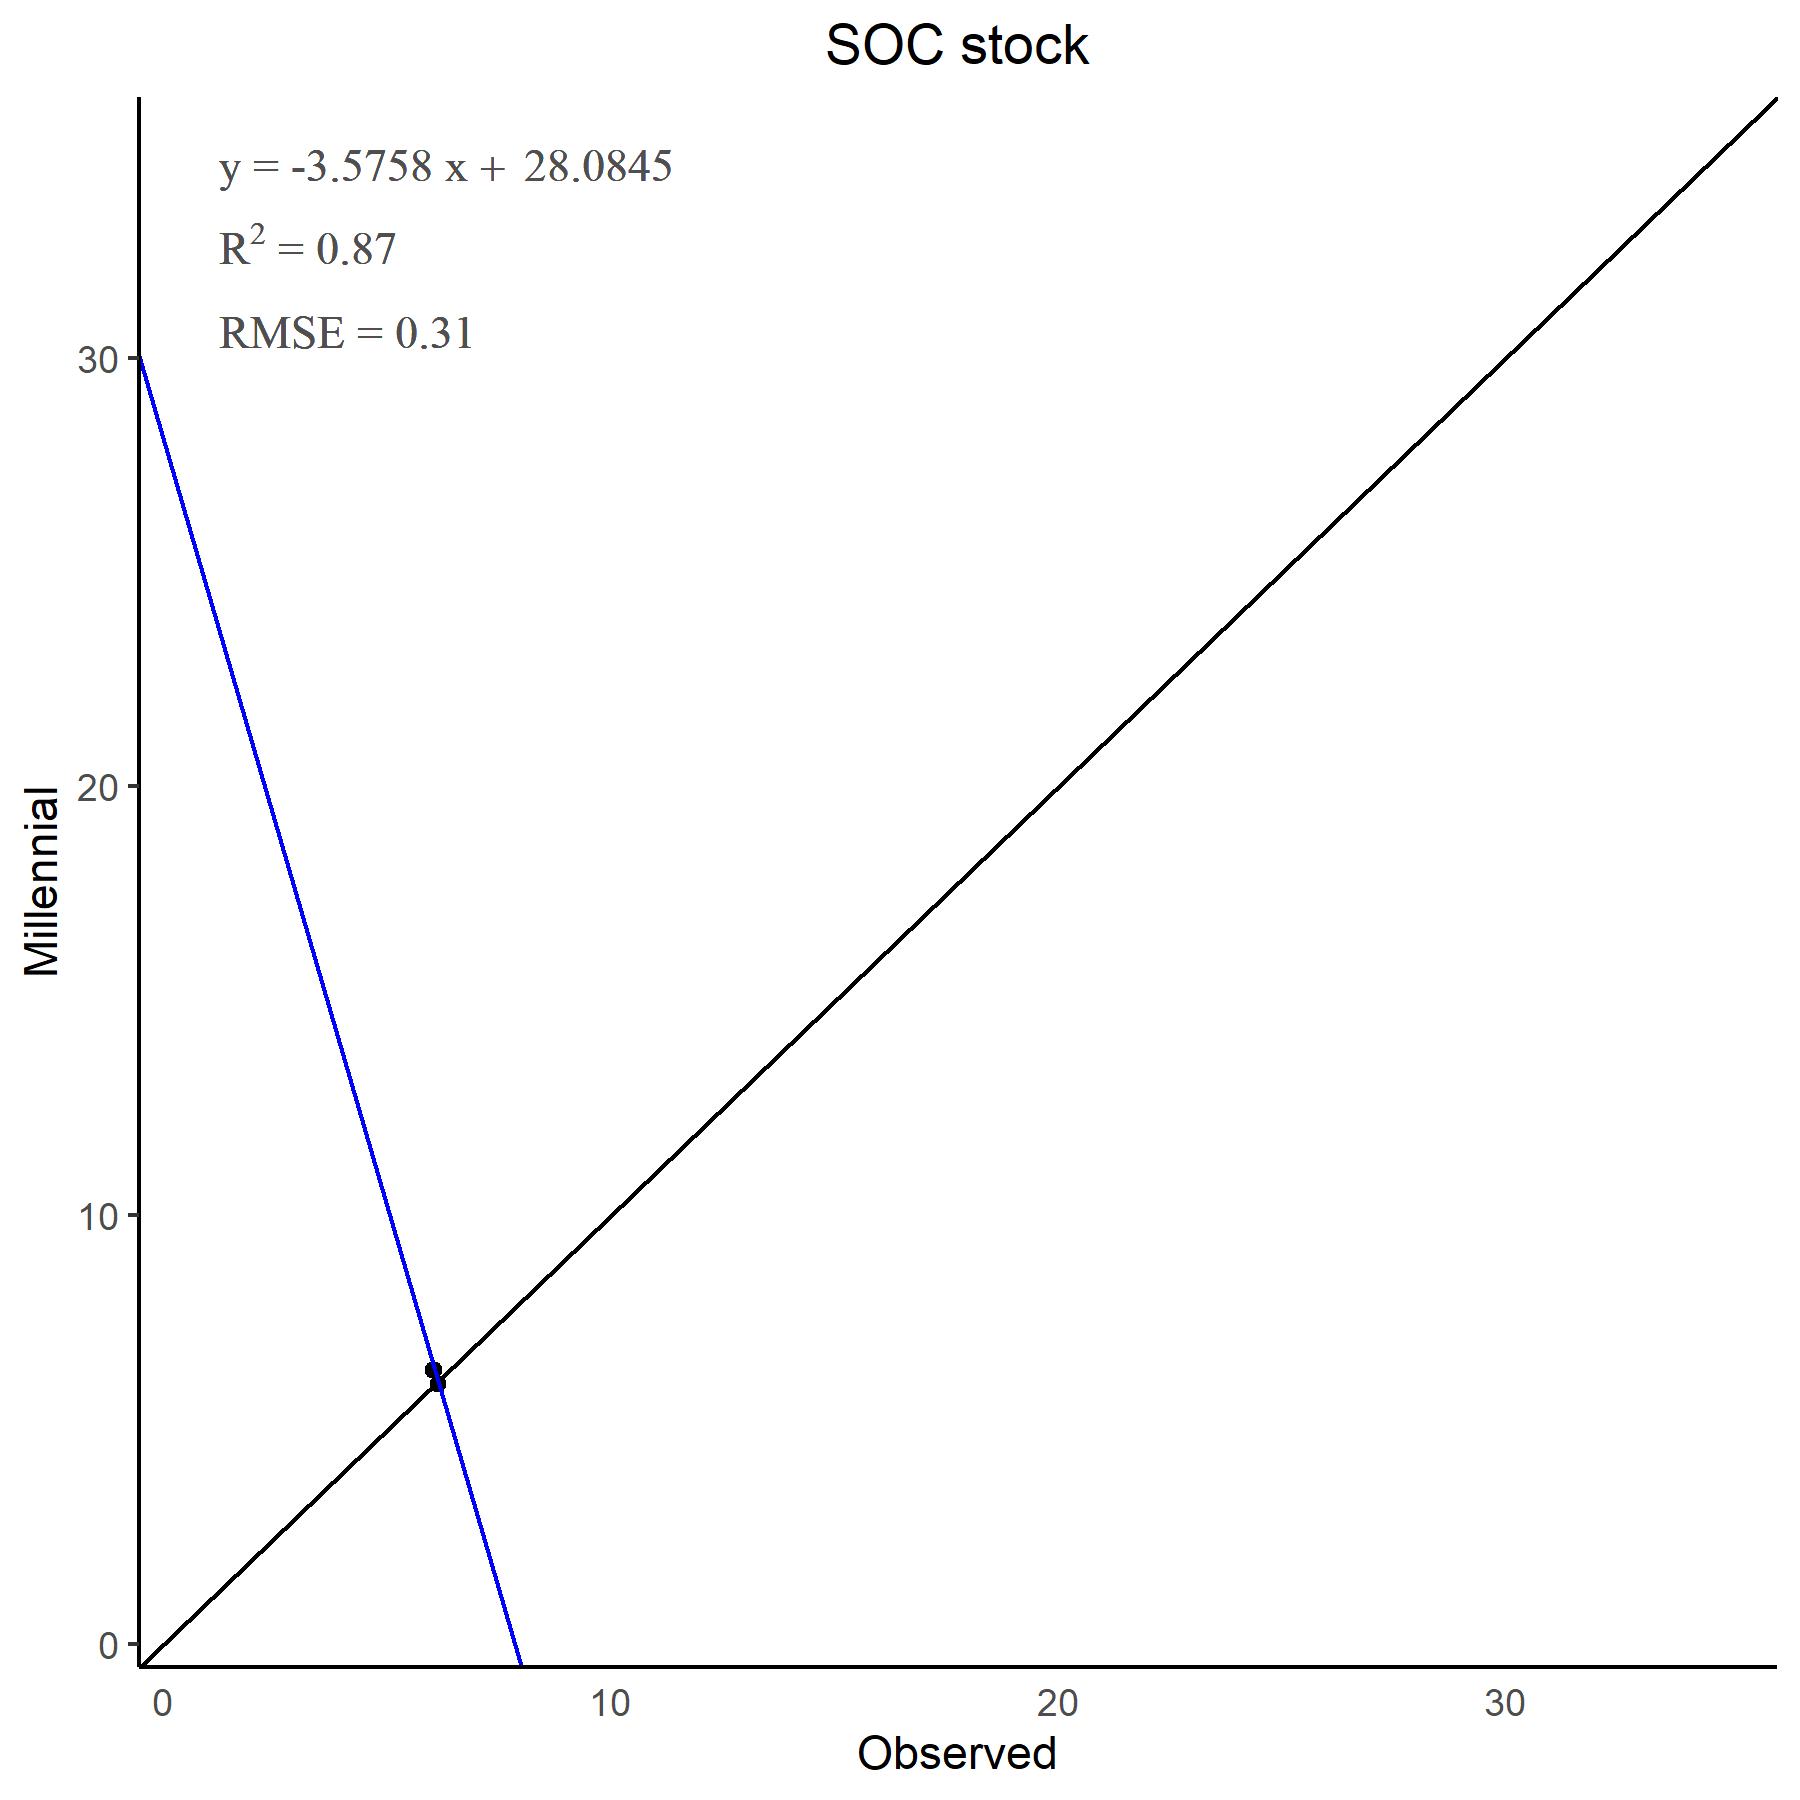 SOC stock
y = -3.5758 x + 28.0845
R² = 0.87
RMSE = 0.31
30
20
10
0
Millennial
0 10 20 30
Observed